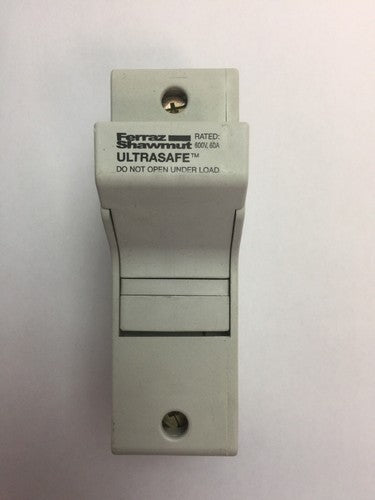 Ferraz Shawmut
RATED:
600V, 60A
ULTRASAFE™
DO NOT OPEN UNDER LOAD